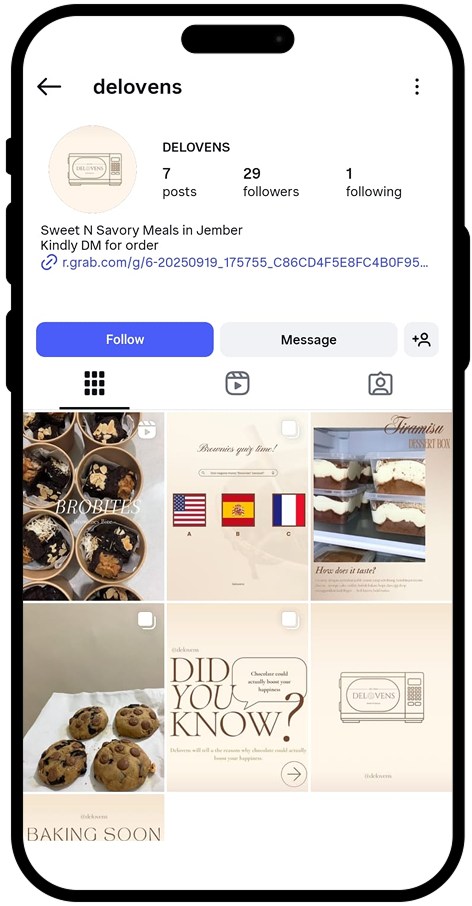 delovens
DELOVENS
DELOVENS
7
29
1
posts
followers
following
Sweet N Savory Meals in Jember
Kindly DM for order
r.grab.com/g/6-20250919_175755_C86CD4F5E8FC4B0F95...
Follow
Message
BROBITES
Brownies Bite
Brownies quiz time!
A
B
C
Tiramisu
DESSERT BOX
How does it taste?
@delovens
DID
YOU
KNOW?
Chocolate could
actually boost your
happiness
Delovens will tell u the reasons why chocolate could actually
boost your happiness.
DELOVENS
@delovens
@delovens
BAKING SOON